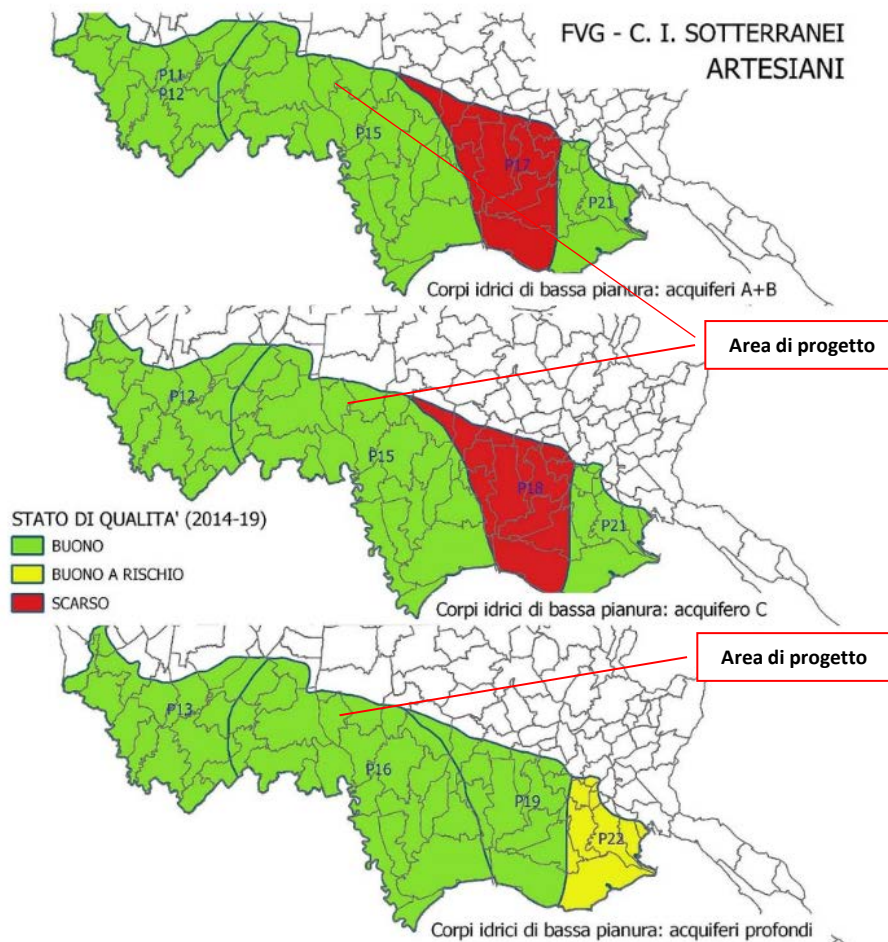 FVG - C. I. SOTTERRANEI
ARTESIANI
P11
P12
P15
P17
P21
Corpi idrici di bassa pianura: acquiferi A+B
Area di progetto
P12
P15
P18
P21
STATO DI QUALITA' (2014-19)
BUONO
BUONO A RISCHIO
SCARSO
Corpi idrici di bassa pianura: acquifero C
Area di progetto
P13
P16
P19
P22
Corpi idrici di bassa pianura: acquiferi profondi